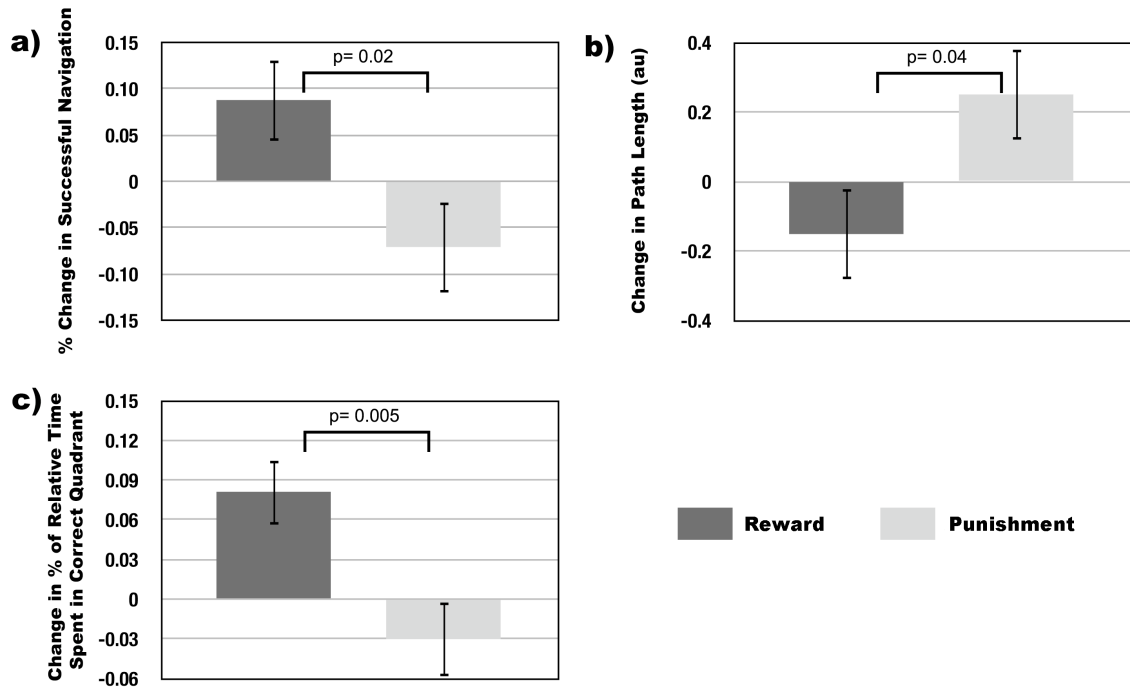 a)
% Change in Successful Navigation
0.15
0.10
0.05
0
-0.05
-0.10
-0.15
p= 0.02
b)
Change in Path Length (au)
0.4
0.2
0
-0.2
-0.4
p= 0.04
c)
Change in % of Relative Time
Spent in Correct Quadrant
0.15
0.12
0.09
0.06
0.03
0
-0.03
-0.06
p= 0.005
Reward
Punishment